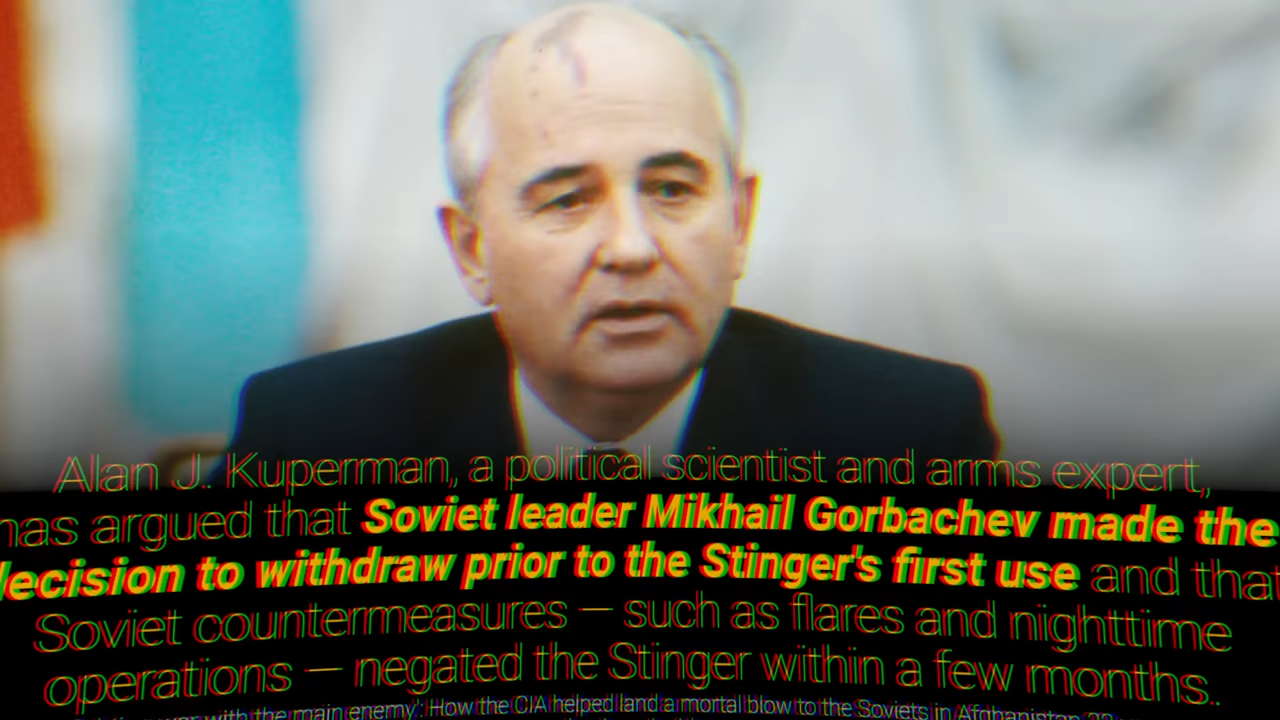 Alan J. Kuperman, a political scientist and arms expert,
has argued that Soviet leader Mikhail Gorbachev made the
decision to withdraw prior to the Stinger's first use and that
Soviet countermeasures — such as flares and nighttime
operations — negated the Stinger within a few months.
war with the main enemy': How the CIA helped land a mortal blow to the Soviets in Afghanistan